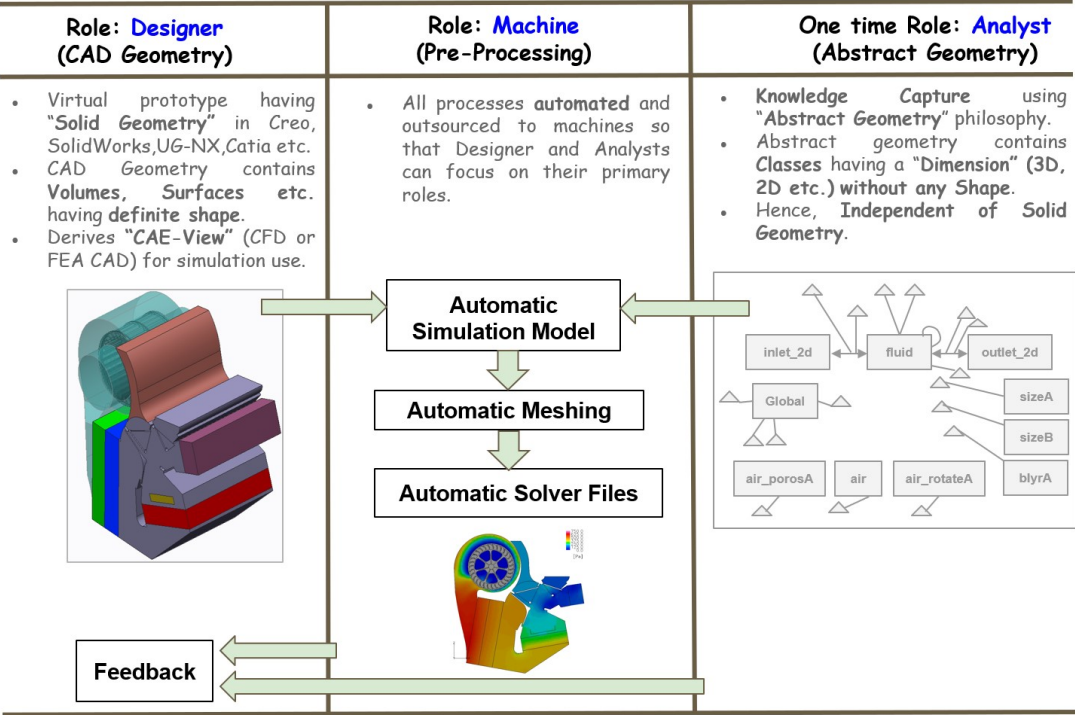 Role: Designer
(CAD Geometry)
• Virtual prototype having
“Solid Geometry” in Creo,
SolidWorks,UG-NX,Catia etc.
• CAD Geometry contains
Volumes, Surfaces etc.
having definite shape.
• Derives “CAE-View” (CFD or
FEA CAD) for simulation use.
Role: Machine
(Pre-Processing)
• All processes automated and
outsourced to machines so
that Designer and Analysts
can focus on their primary
roles.
Automatic
Simulation Model
Automatic Meshing
Automatic Solver Files
One time Role: Analyst
(Abstract Geometry)
• Knowledge Capture using
“Abstract Geometry” philosophy.
• Abstract geometry contains
Classes having a “Dimension” (3D,
2D etc.) without any Shape.
• Hence, Independent of Solid
Geometry.
inlet_2d
fluid
outlet_2d
Global
sizeA
sizeB
air_porosA
air
air_rotateA
blyrA
Feedback